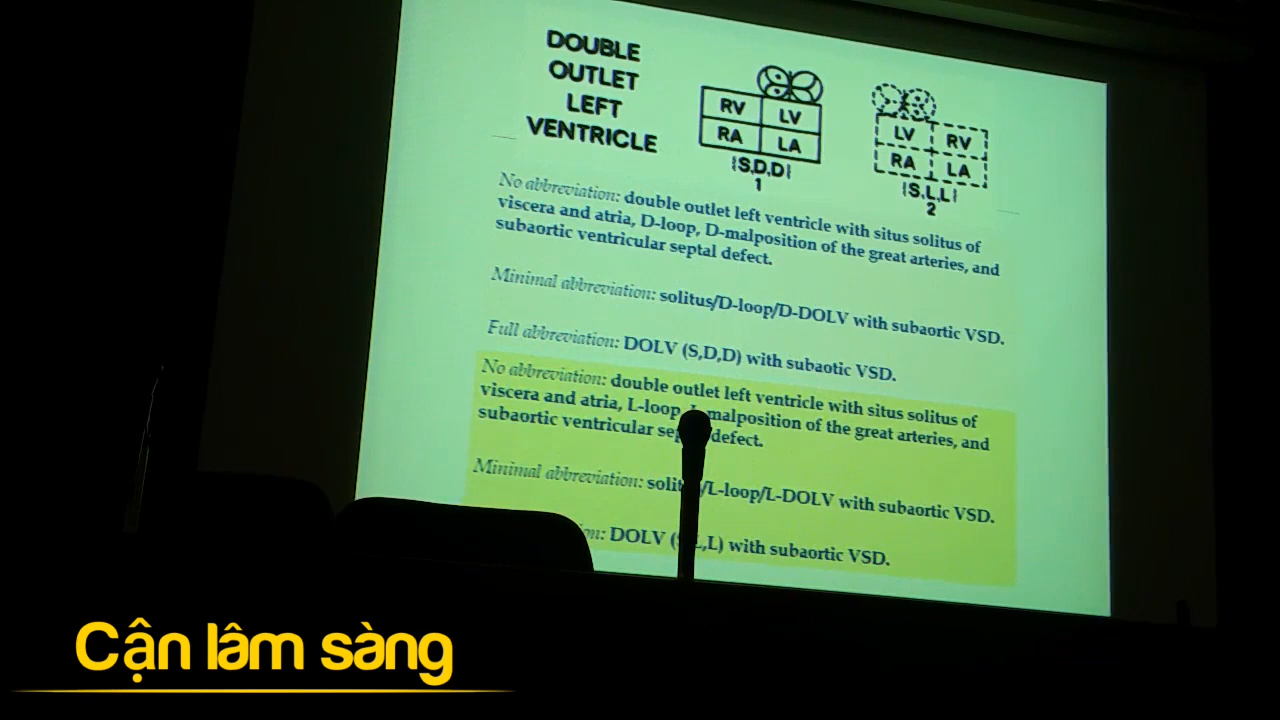 DOUBLE
OUTLET
LEFT
VENTRICLE
RV LV
RA LA
{S,D,D}
1
LV RV
RA LA
{S,L,L}
2
No abbreviation: double outlet left ventricle with situs solitus of
viscera and atria, D-loop, D-malposition of the great arteries, and
subaortic ventricular septal defect.
Minimal abbreviation: solitus/D-loop/D-DOLV with subaortic VSD.
Full abbreviation: DOLV (S,D,D) with subaotic VSD.
No abbreviation: double outlet left ventricle with situs solitus of
viscera and atria, L-loop, malposition of the great arteries, and
subaortic ventricular defect.
Minimal abbreviation: /L-loop/L-DOLV with subaortic VSD.
DOLV ( ,L) with subaortic VSD.
Cận lâm sàng